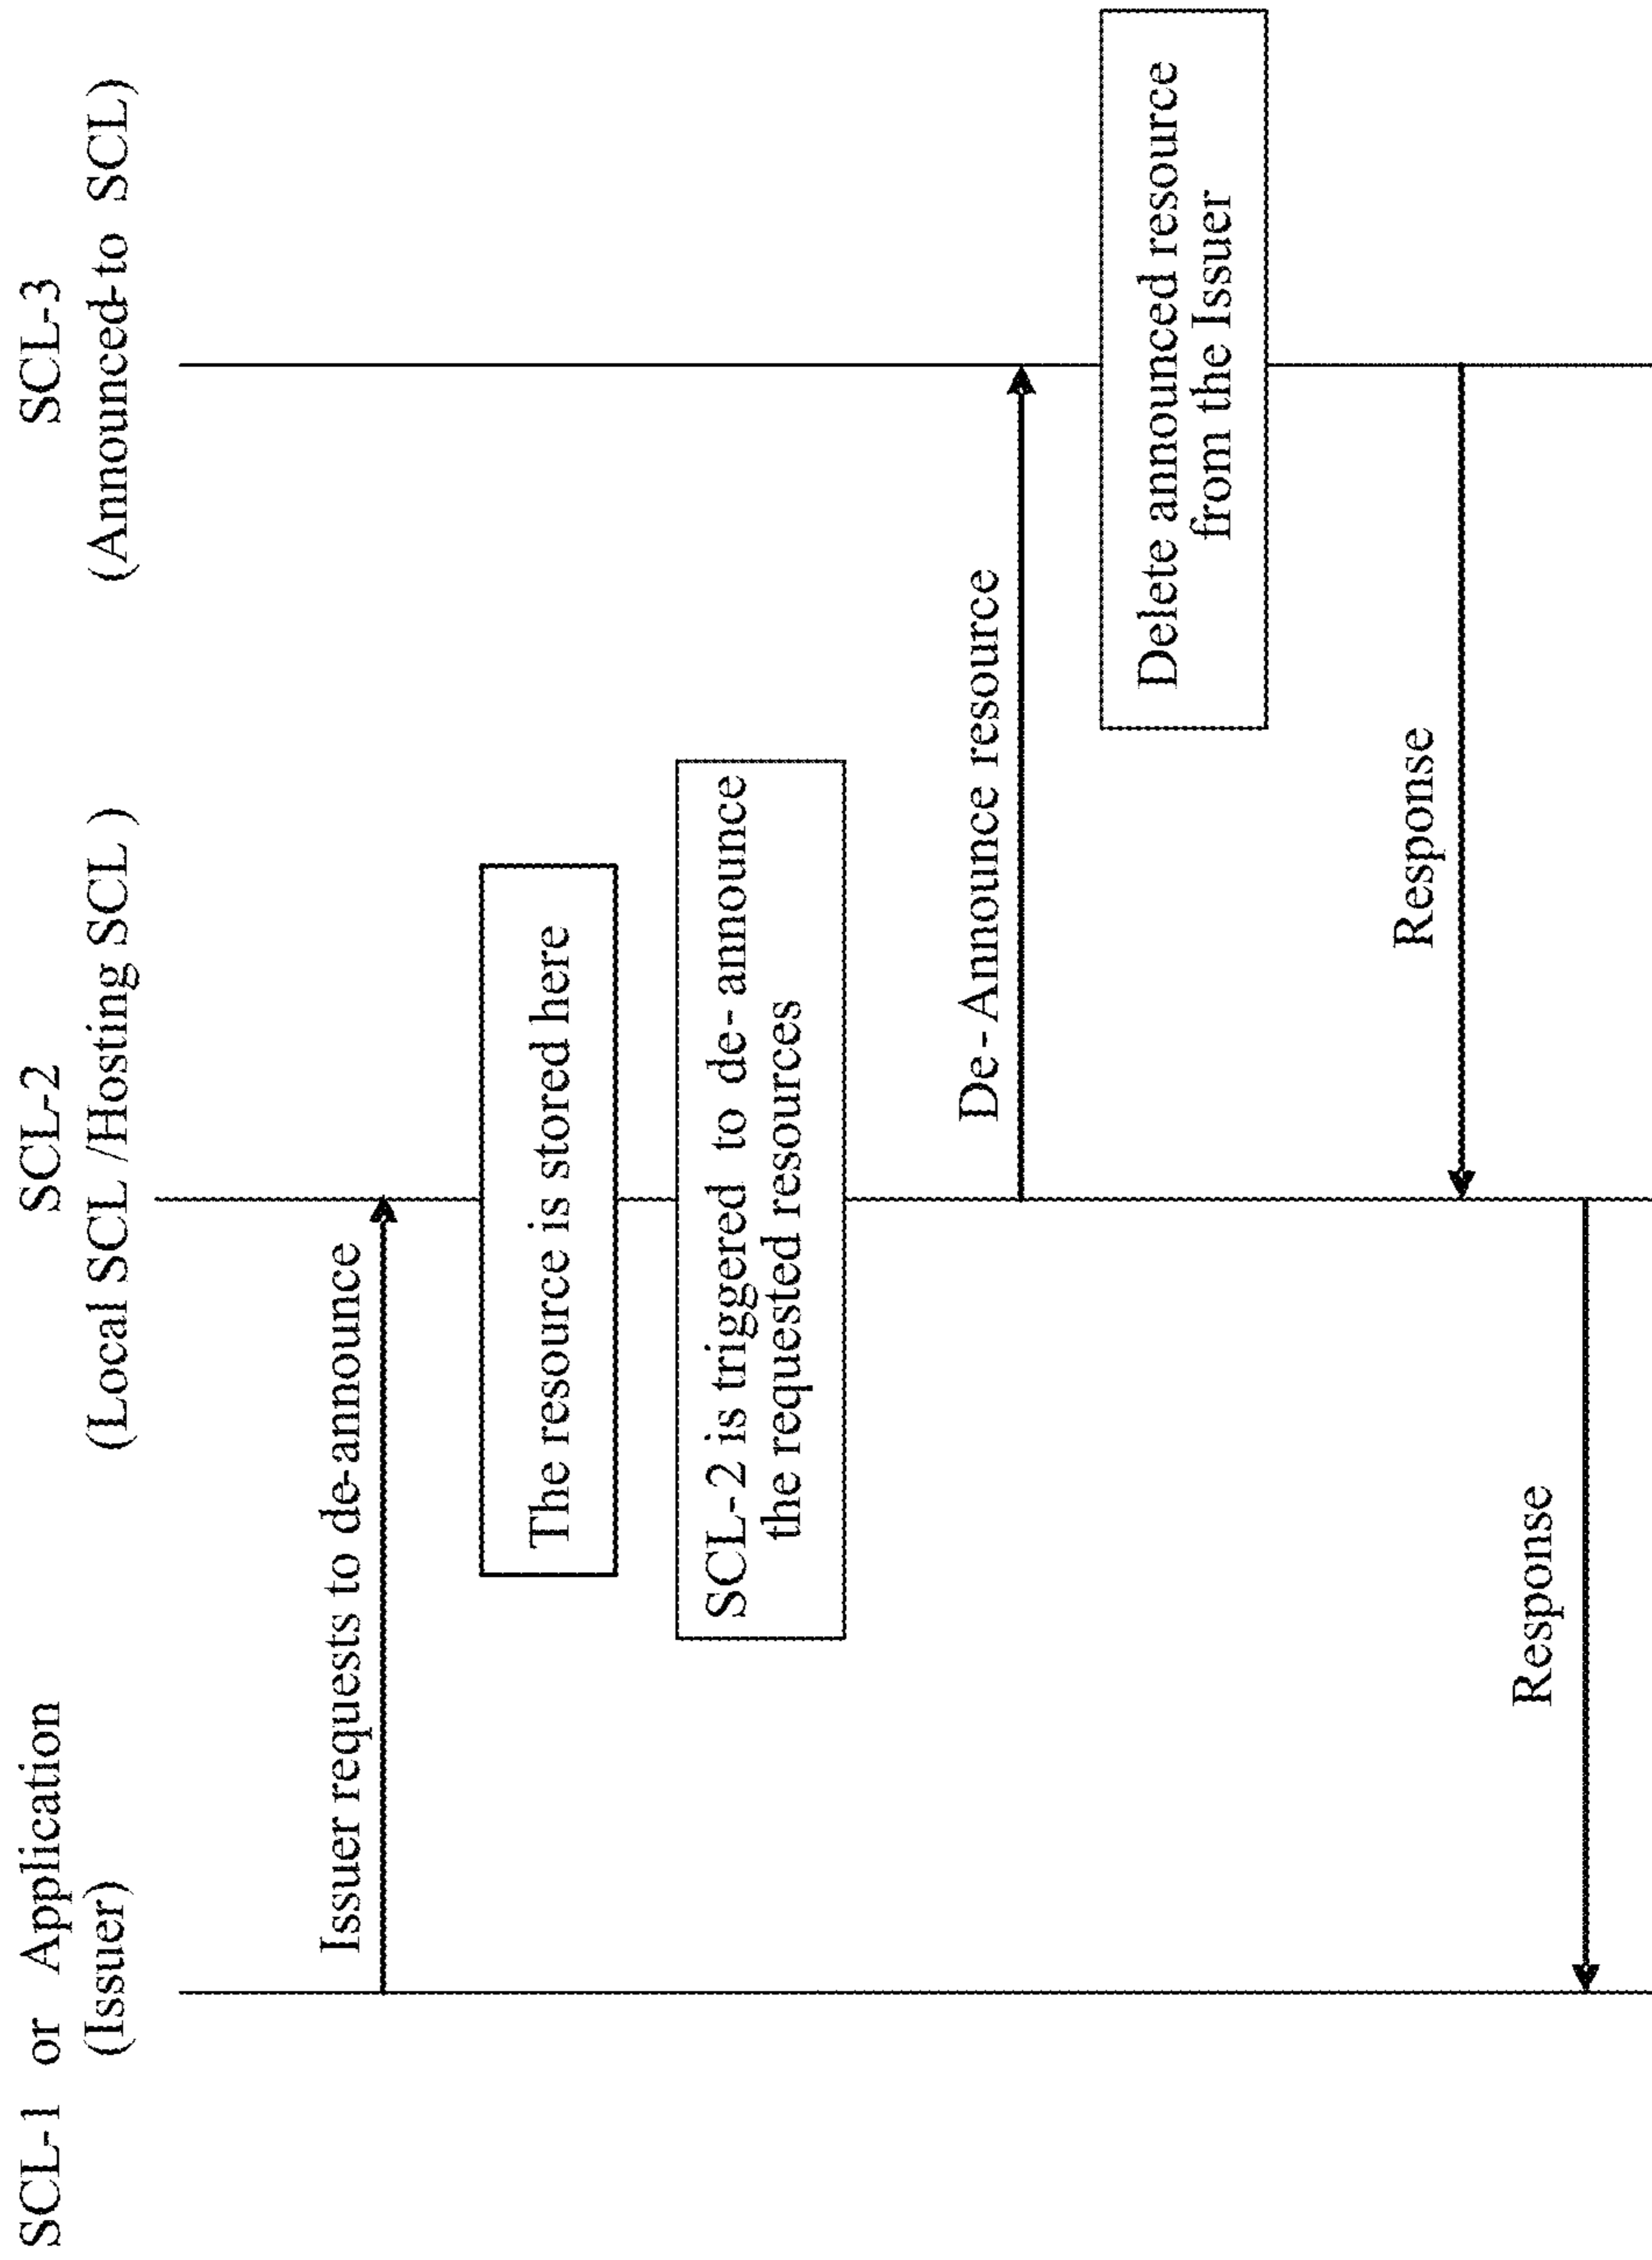 SCL-1 or Application
(Issuer)
SCL-2
(Local SCL /Hosting SCL )
SCL-3
(Announced-to SCL)
Issuer requests to de-announce
The resource is stored here
SCL-2 is triggered to de-announce
the requested resources
De-Announce resource
Delete announced resource
from the Issuer
Response
Response